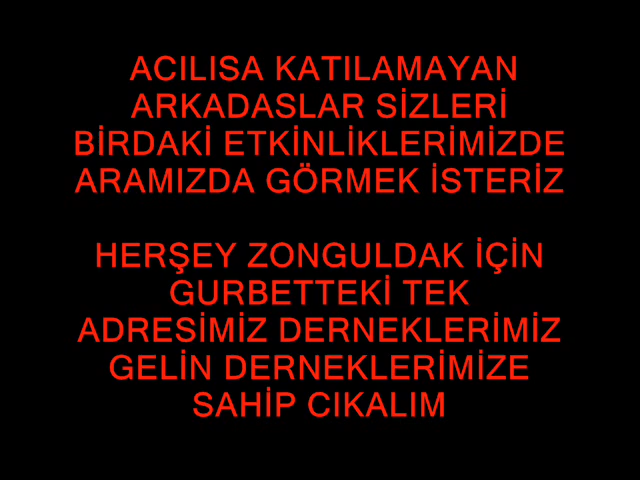 ACILISA KATILAMAYAN
ARKADASLAR SİZLERİ
BİRDAKİ ETKİNLİKLERİMİZDE
ARAMIZDA GÖRMEK İSTERİZ
HERŞEY ZONGULDAK İÇİN
GURBETTEKİ TEK
ADRESİMİZ DERNEKLERİMİZ
GELİN DERNEKLERİMİZE
SAHİP CIKALIM